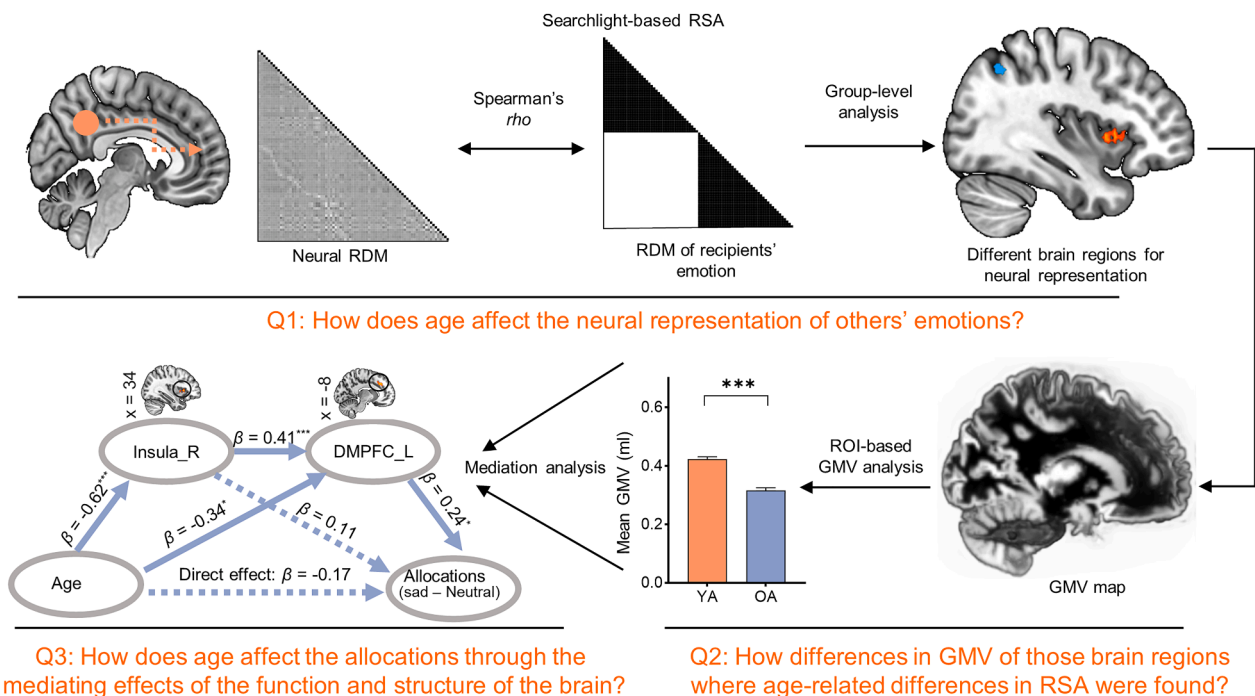 Searchlight-based RSA
Spearman's
rho
Group-level
analysis
Neural RDM
RDM of recipients'
emotion
Different brain regions for
neural representation
Q1: How does age affect the neural representation of others' emotions?
x = 34
x = -8
Insula_R
β = 0.41***
DMPFC_L
β = -0.62***
β = -0.34*
β = 0.11
β = 0.24*
Age
Direct effect: β = -0.17
Allocations
(sad – Neutral)
Mediation analysis
Mean GMV (ml)
0.6
0.4
0.2
0.0
***
YA
OA
ROI-based
GMV analysis
GMV map
Q3: How does age affect the allocations through the
mediating effects of the function and structure of the brain?
Q2: How differences in GMV of those brain regions
where age-related differences in RSA were found?